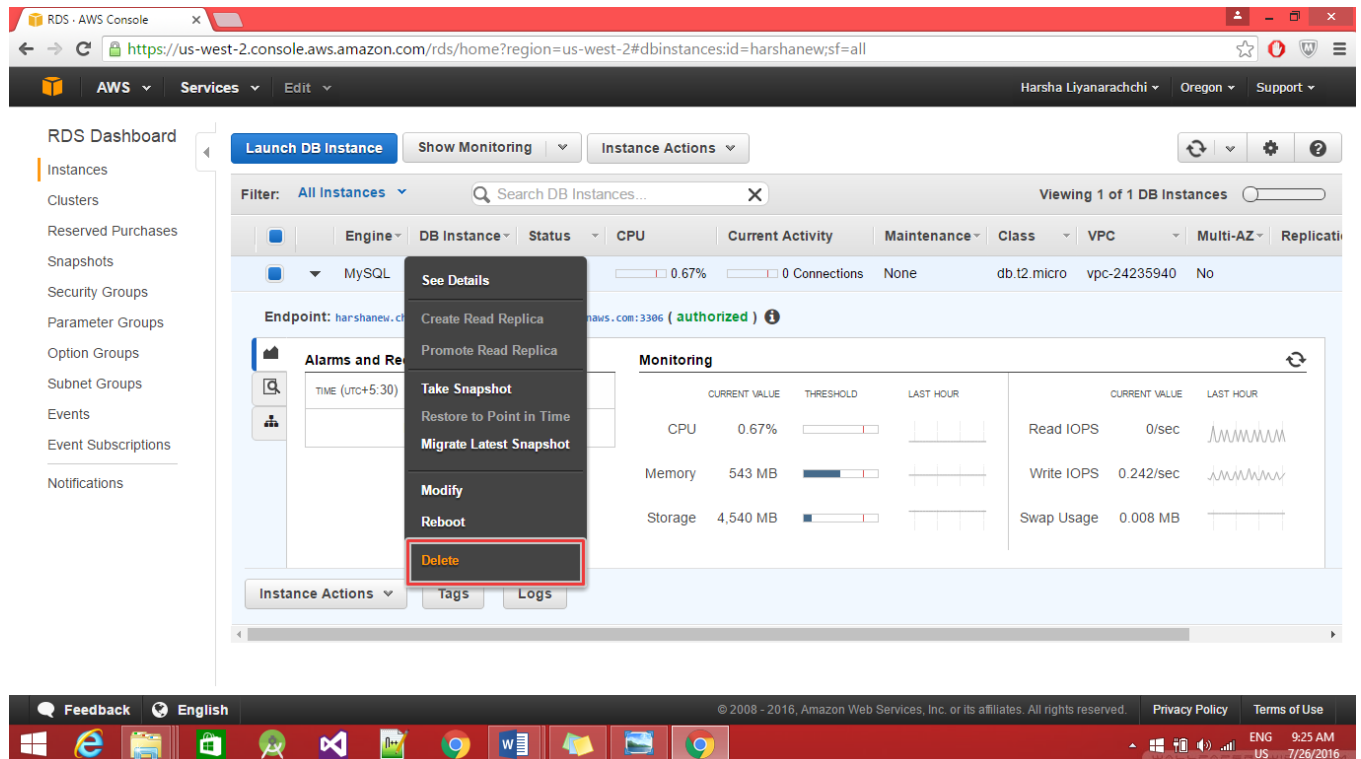 RDS · AWS Console
https://us-west-2.console.aws.amazon.com/rds/home?region=us-west-2#dbinstances:id=harshanew;sf=all
AWS Services Edit Harsha Liyanarachchi Oregon Support
RDS Dashboard
Instances
Clusters
Reserved Purchases
Snapshots
Security Groups
Parameter Groups
Option Groups
Subnet Groups
Events
Event Subscriptions
Notifications
Launch DB Instance Show Monitoring Instance Actions
Filter: All Instances Search DB Instances... X Viewing 1 of 1 DB Instances
Engine DB Instance Status CPU Current Activity Maintenance Class VPC Multi-AZ Replicati
MySQL 0.67% 0 Connections None db.t2.micro vpc-24235940 No
Endpoint: harshanew.c naws.com:3306 ( authorized )
See Details
Create Read Replica
Promote Read Replica
Take Snapshot
Restore to Point in Time
Migrate Latest Snapshot
Modify
Reboot
Delete
Alarms and Re
TIME (UTC+5:30)
Monitoring
CURRENT VALUE THRESHOLD LAST HOUR CURRENT VALUE LAST HOUR
CPU 0.67% Read IOPS 0/sec
Memory 543 MB Write IOPS 0.242/sec
Storage 4,540 MB Swap Usage 0.008 MB
Instance Actions Tags Logs
Feedback English © 2008 - 2016, Amazon Web Services, Inc. or its affiliates. All rights reserved. Privacy Policy Terms of Use
ENG 9:25 AM
US 7/26/2016